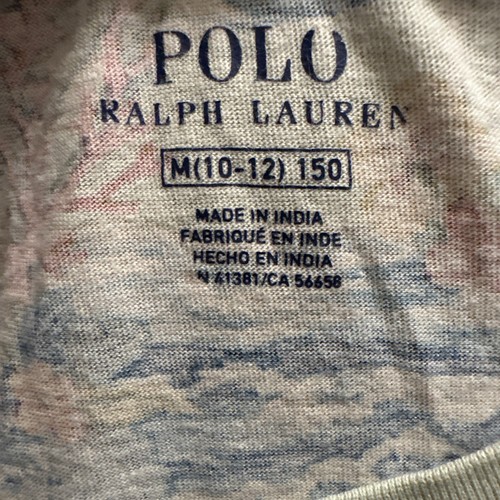 POLO
RALPH LAUREN
M(10-12) 150
MADE IN INDIA
FABRIQUÉ EN INDE
HECHO EN INDIA
N 41381/CA 56658